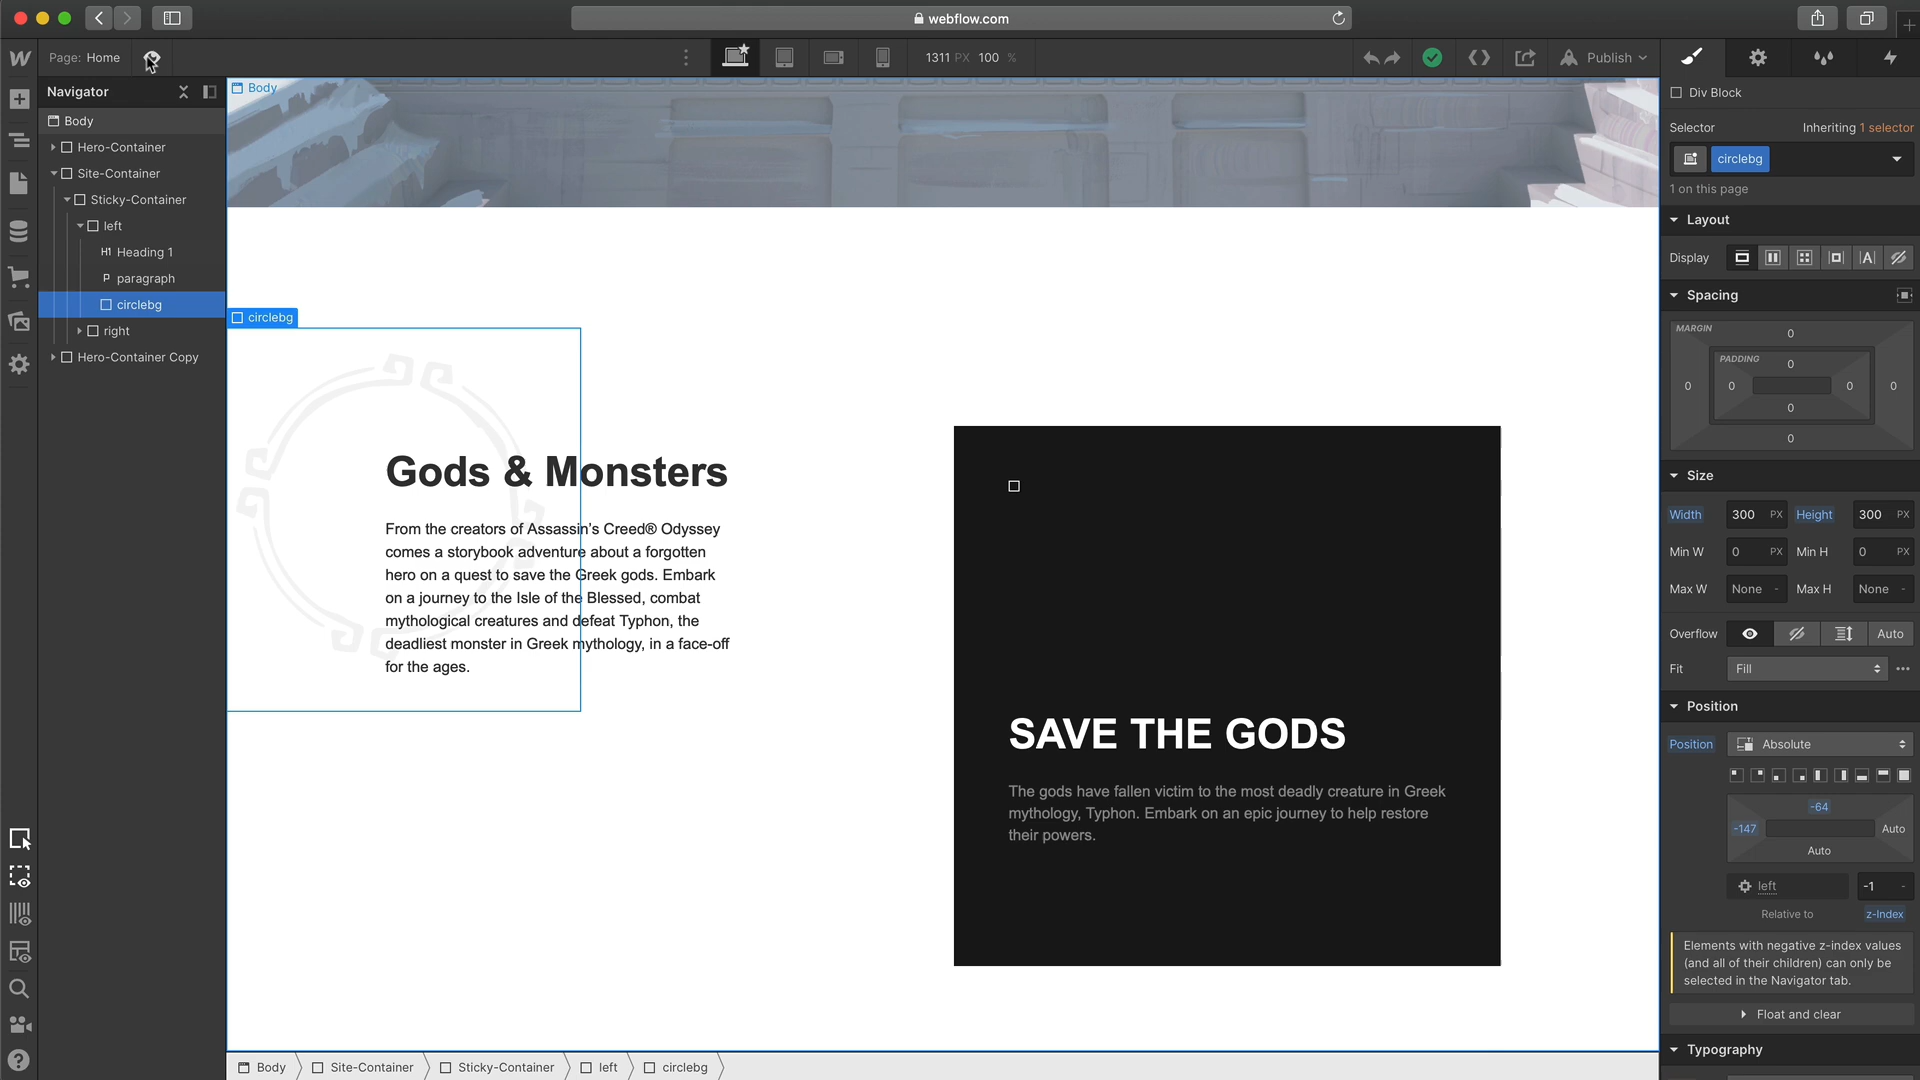 webflow.com
Page: Home
1311 PX 100 %
Publish
Navigator
Body
Hero-Container
Site-Container
Sticky-Container
left
H1 Heading 1
P paragraph
circlebg
right
Hero-Container Copy
Body
circlebg
Gods & Monsters
From the creators of Assassin's Creed® Odyssey
comes a storybook adventure about a forgotten
hero on a quest to save the Greek gods. Embark
on a journey to the Isle of the Blessed, combat
mythological creatures and defeat Typhon, the
deadliest monster in Greek mythology, in a face-off
for the ages.
SAVE THE GODS
The gods have fallen victim to the most deadly creature in Greek
mythology, Typhon. Embark on an epic journey to help restore
their powers.
Body
Site-Container
Sticky-Container
left
circlebg
Div Block
Selector
Inheriting 1 selector
circlebg
1 on this page
Layout
Display
Spacing
MARGIN
0
PADDING
0
0 0 0 0
0
0
Size
Width 300 PX Height 300 PX
Min W 0 PX Min H 0 PX
Max W None - Max H None -
Overflow Auto
Fit Fill
Position
Position Absolute
-64
-147 Auto
Auto
left -1 -
Relative to z-Index
Elements with negative z-index values
(and all of their children) can only be
selected in the Navigator tab.
Float and clear
Typography